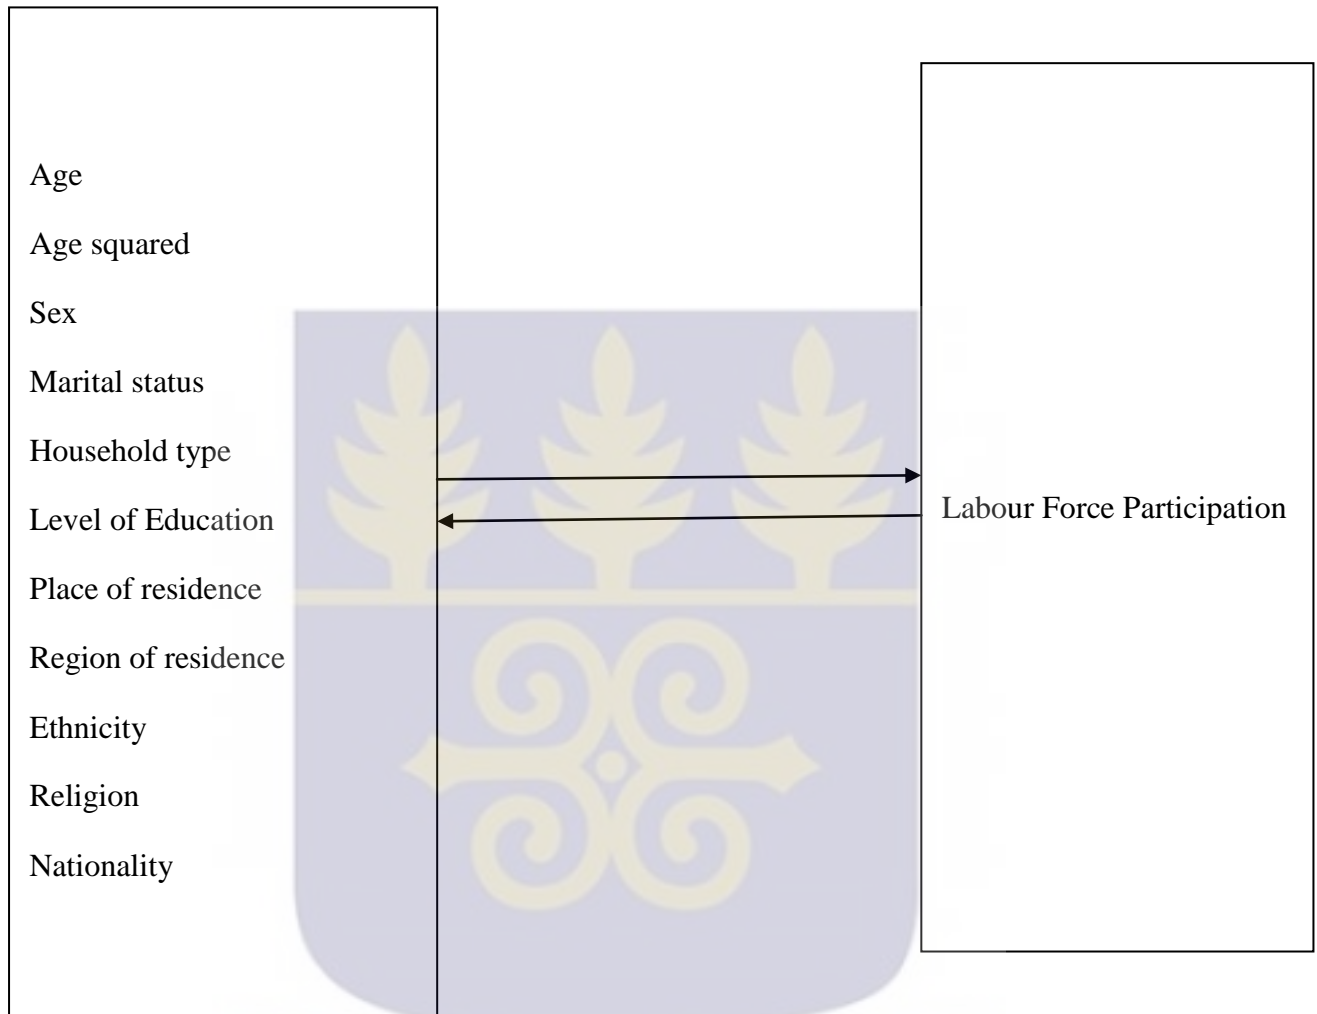 Age
Age squared
Sex
Marital status
Household type
Level of Education
Place of residence
Region of residence
Ethnicity
Religion
Nationality
Labour Force Participation